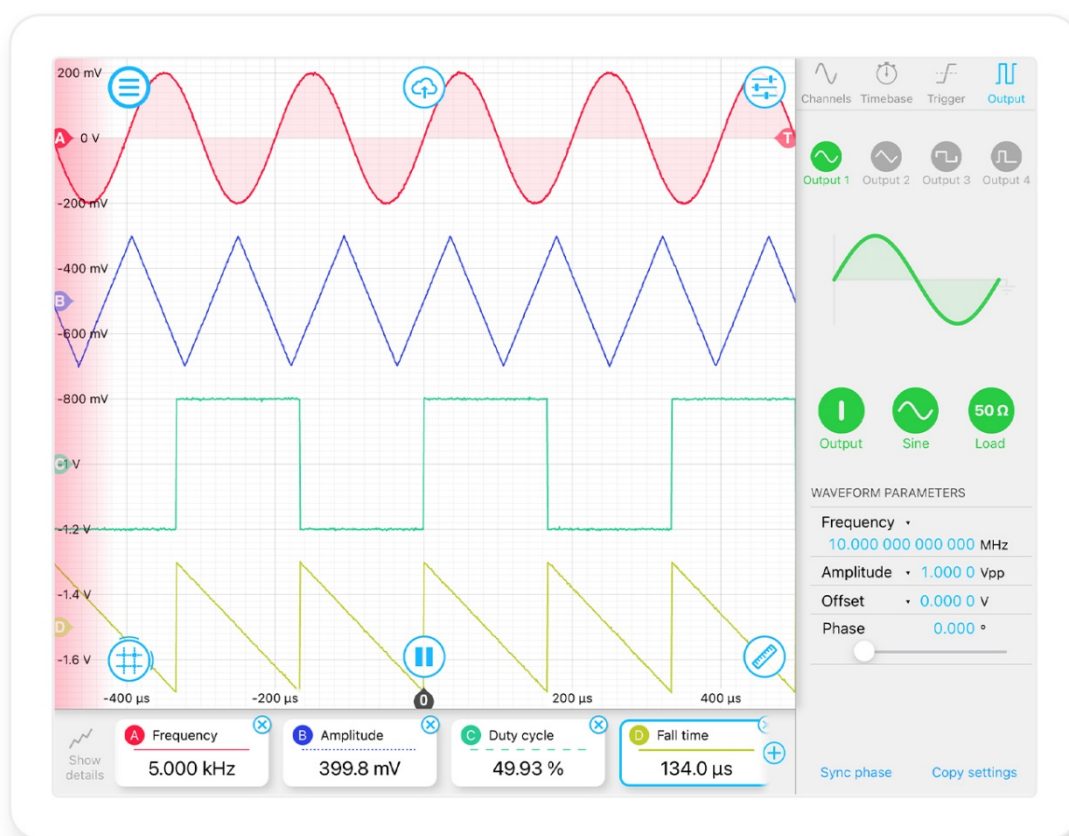 200 mV
A
0 V
T
-200 mV
-400 mV
B
-600 mV
-800 mV
C
-1 V
-1.2 V
-1.4 V
D
-1.6 V
-400 µs
-200 µs
0
200 µs
400 µs
Show
details
A Frequency
5.000 kHz
B Amplitude
399.8 mV
C Duty cycle
49.93 %
D Fall time
134.0 µs
Channels Timebase Trigger Output
Output 1 Output 2 Output 3 Output 4
50 Ω
Output Sine Load
WAVEFORM PARAMETERS
Frequency
10.000 000 000 000 MHz
Amplitude 1.000 0 Vpp
Offset 0.000 0 V
Phase 0.000 °
Sync phase Copy settings